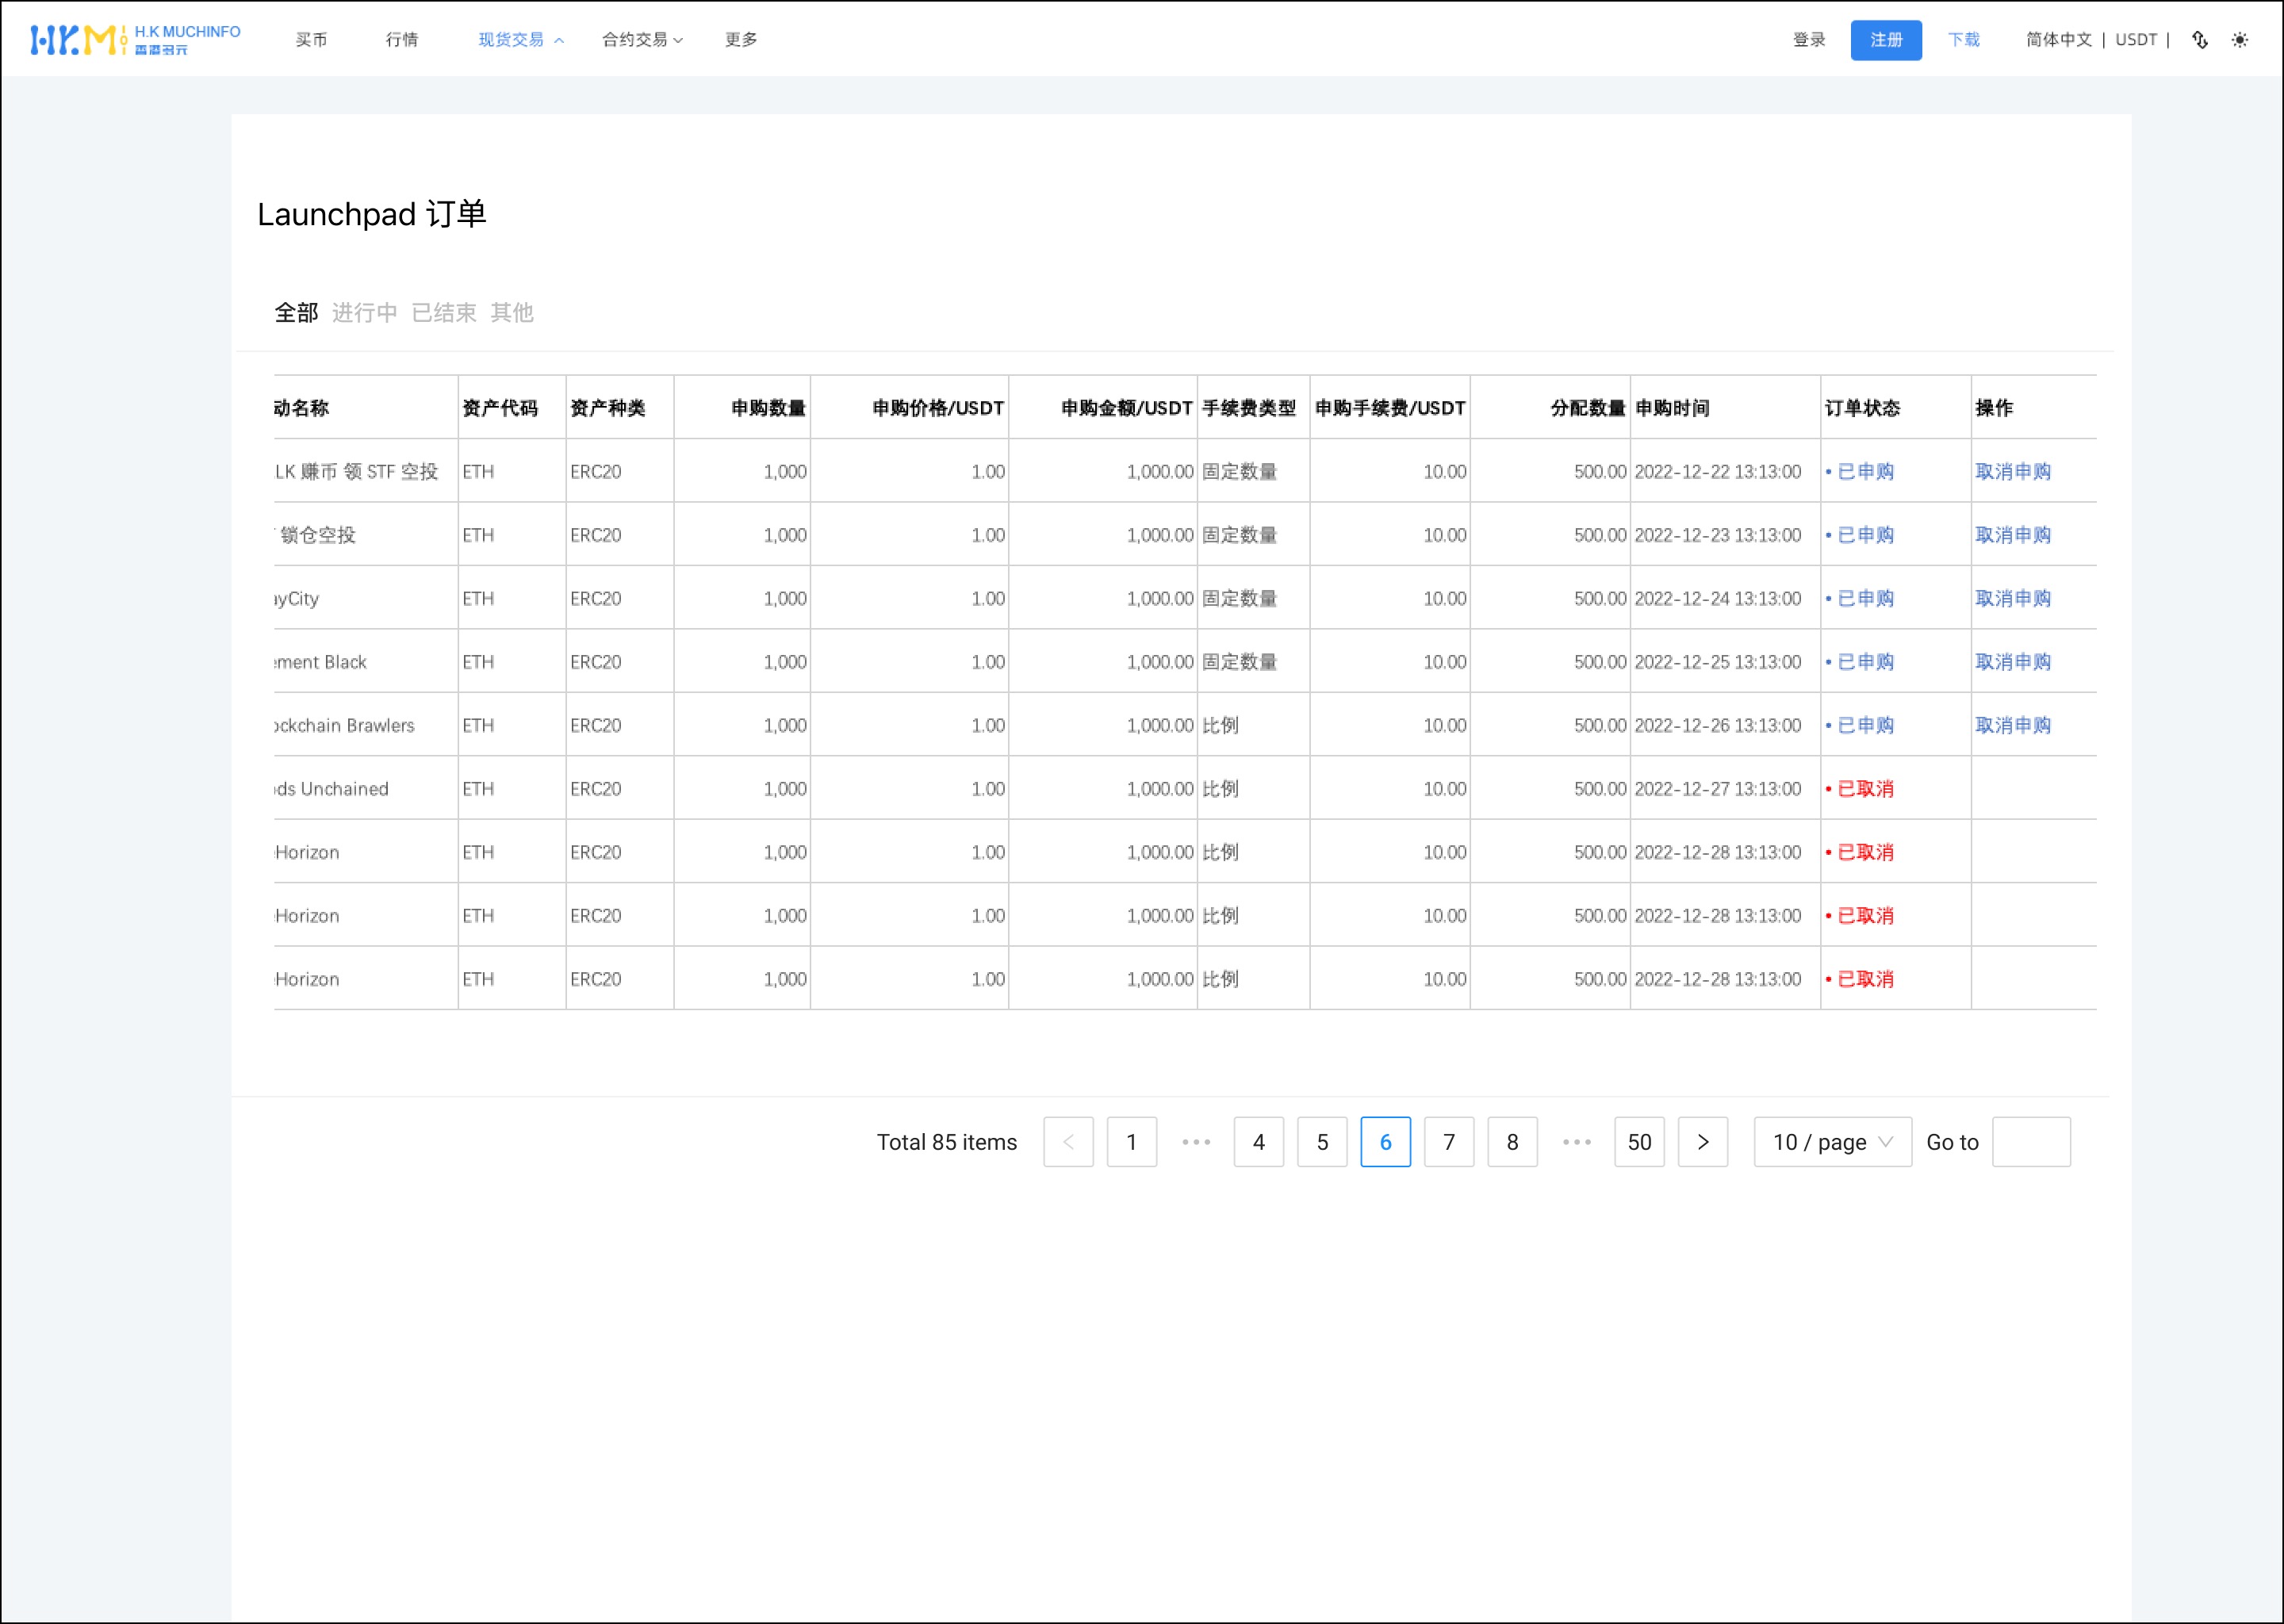 H.K MUCHINFO 买币 行情 现货交易 合约交易 更多 登录 注册 下载 简体中文 | USDT |
Launchpad 订单
全部 进行中 已结束 其他
动名称 资产代码 资产种类 申购数量 申购价格/USDT 申购金额/USDT 手续费类型 申购手续费/USDT 分配数量 申购时间 订单状态 操作
LK 赚币 领 STF 空投 ETH ERC20 1,000 1.00 1,000.00 固定数量 10.00 500.00 2022-12-22 13:13:00 • 已申购 取消申购
锁仓空投 ETH ERC20 1,000 1.00 1,000.00 固定数量 10.00 500.00 2022-12-23 13:13:00 • 已申购 取消申购
yCity ETH ERC20 1,000 1.00 1,000.00 固定数量 10.00 500.00 2022-12-24 13:13:00 • 已申购 取消申购
ement Black ETH ERC20 1,000 1.00 1,000.00 固定数量 10.00 500.00 2022-12-25 13:13:00 • 已申购 取消申购
ockchain Brawlers ETH ERC20 1,000 1.00 1,000.00 比例 10.00 500.00 2022-12-26 13:13:00 • 已申购 取消申购
ds Unchained ETH ERC20 1,000 1.00 1,000.00 比例 10.00 500.00 2022-12-27 13:13:00 • 已取消
Horizon ETH ERC20 1,000 1.00 1,000.00 比例 10.00 500.00 2022-12-28 13:13:00 • 已取消
Horizon ETH ERC20 1,000 1.00 1,000.00 比例 10.00 500.00 2022-12-28 13:13:00 • 已取消
Horizon ETH ERC20 1,000 1.00 1,000.00 比例 10.00 500.00 2022-12-28 13:13:00 • 已取消
Total 85 items < 1 ••• 4 5 6 7 8 ••• 50 > 10 / page Go to